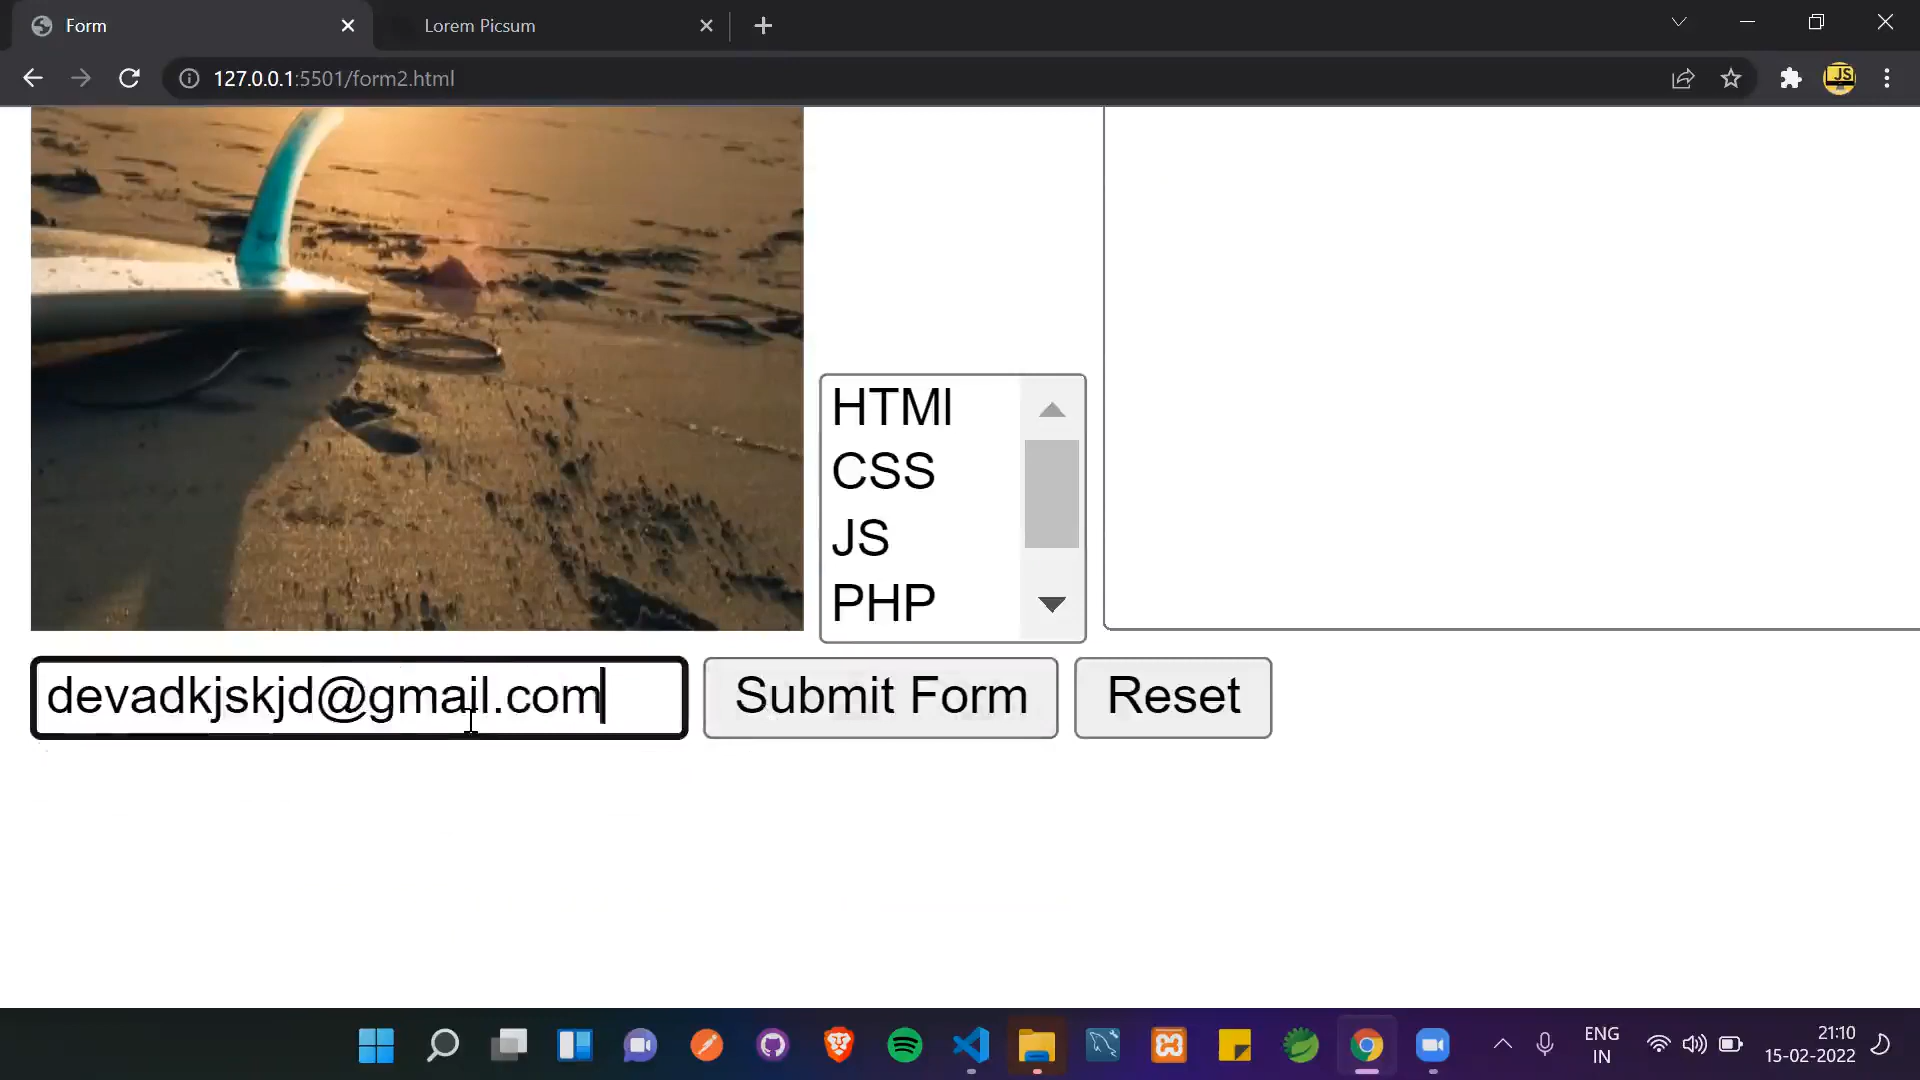 Form
Lorem Picsum
127.0.0.1:5501/form2.html
JS
HTMl
CSS
JS
PHP
devadkjskjd@gmail.com
Submit Form
Reset
ENG
IN
21:10
15-02-2022